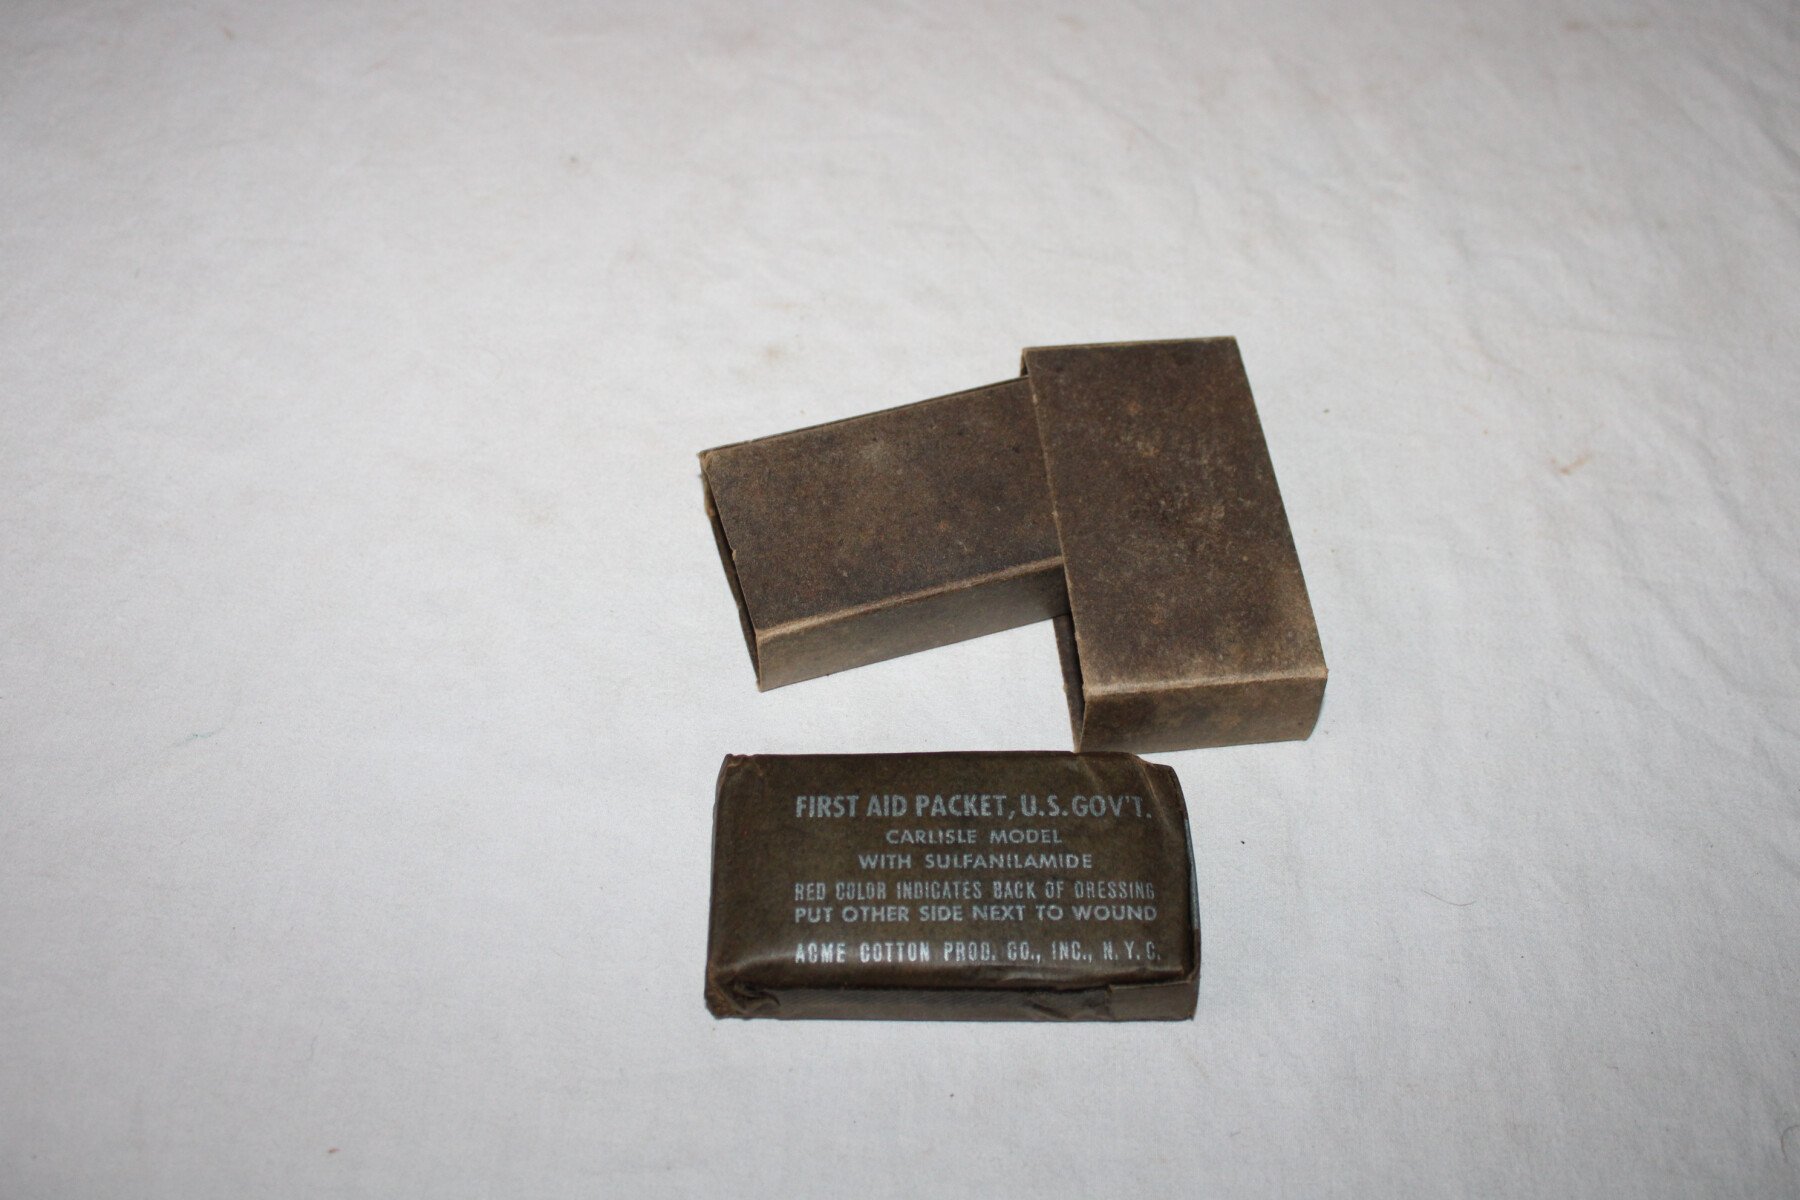 FIRST AID PACKET, U.S. GOV'T.
CARLISLE MODEL
WITH SULFANILAMIDE
RED COLOR INDICATES BACK OF DRESSING
PUT OTHER SIDE NEXT TO WOUND
ACME COTTON PROD. CO., INC., N.Y.C.